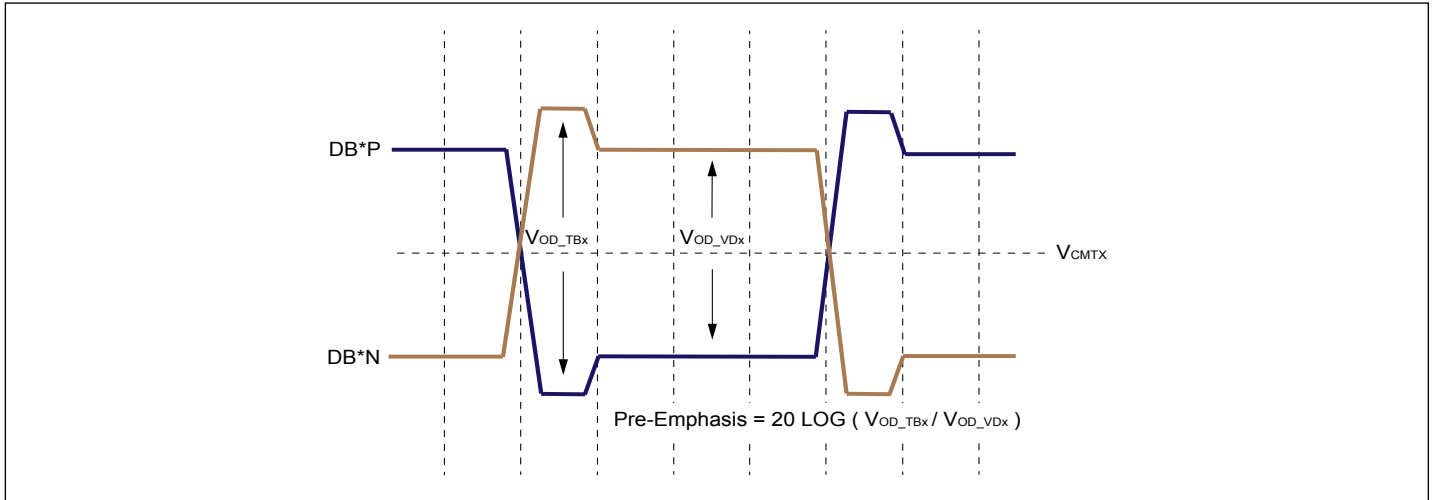 DB*P
VOD_TBx
VOD_VDx
VCMTX
DB*N
Pre-Emphasis = 20 LOG ( VOD_TBx / VOD_VDx )